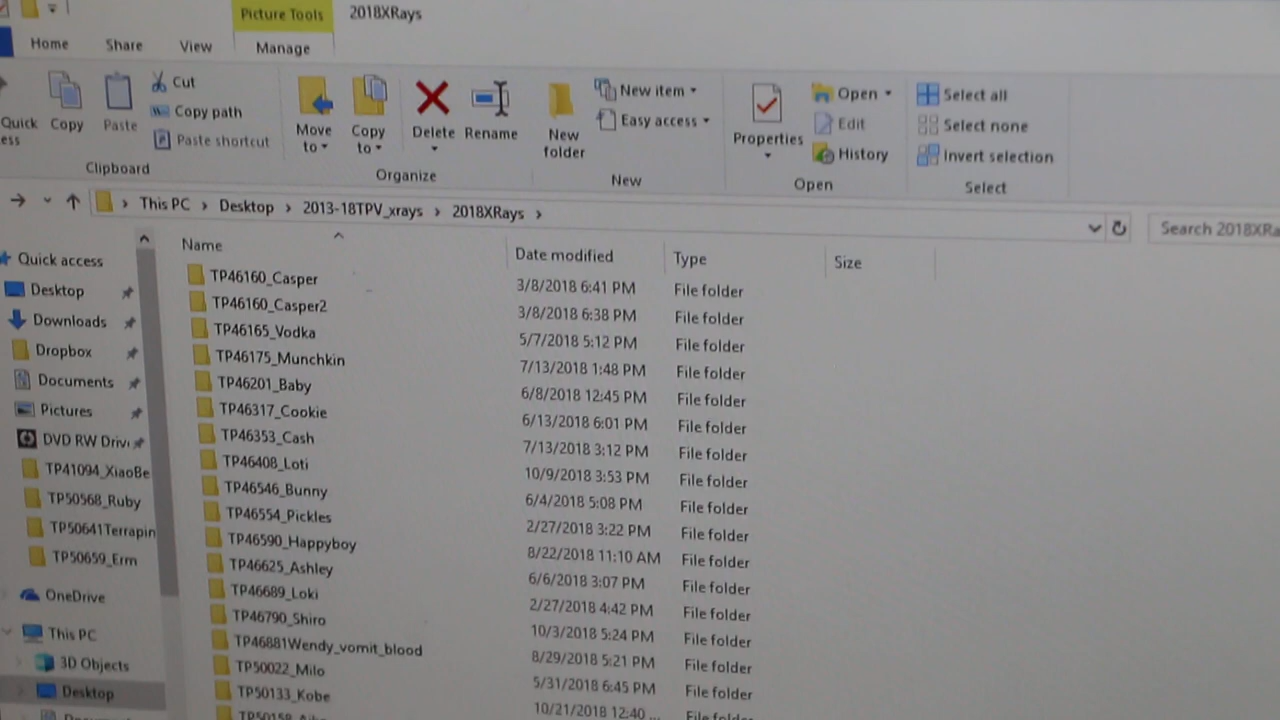 Picture Tools 2018XRays
Home Share View Manage
Quick Copy Paste Cut
Copy path
Paste shortcut
Move to Copy to Delete Rename New folder New item
Easy access
Properties Open
Edit
History
Select all
Select none
Invert selection
Clipboard Organize New Open Select
This PC > Desktop > 2013-18TPV_xrays > 2018XRays >
Search 2018XRa
Name Date modified Type Size
Quick access
Desktop
Downloads
Dropbox
Documents
Pictures
DVD RW Driv
TP41094_XiaoBe
TP50568_Ruby
TP50641Terrapin
TP50659_Erm
OneDrive
This PC
3D Objects
Desktop
TP46160_Casper 3/8/2018 6:41 PM File folder
TP46160_Casper2 3/8/2018 6:38 PM File folder
TP46165_Vodka 5/7/2018 5:12 PM File folder
TP46175_Munchkin 7/13/2018 1:48 PM File folder
TP46201_Baby 6/8/2018 12:45 PM File folder
TP46317_Cookie 6/13/2018 6:01 PM File folder
TP46353_Cash 7/13/2018 3:12 PM File folder
TP46408_Loti 10/9/2018 3:53 PM File folder
TP46546_Bunny 6/4/2018 5:08 PM File folder
TP46554_Pickles 2/27/2018 3:22 PM File folder
TP46590_Happyboy 8/22/2018 11:10 AM File folder
TP46625_Ashley 6/6/2018 3:07 PM File folder
TP46689_Loki 2/27/2018 4:42 PM File folder
TP46790_Shiro 10/3/2018 5:24 PM File folder
TP46881Wendy_vomit_blood 8/29/2018 5:21 PM File folder
TP50022_Milo 5/31/2018 6:45 PM File folder
TP50133_Kobe 10/21/2018 12:40 ... File folder